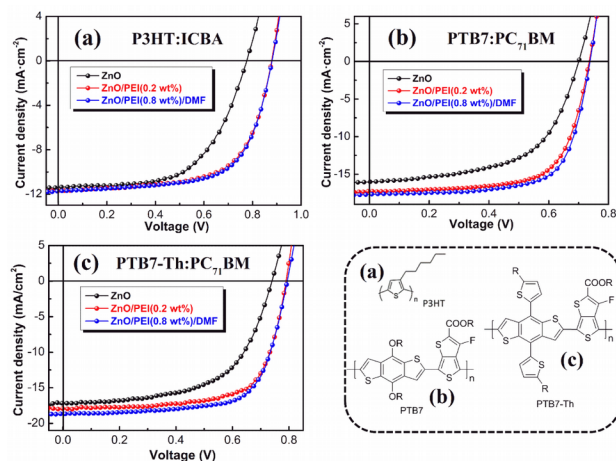 (a) P3HT:ICBA
ZnO
ZnO/PEI(0.2 wt%)
ZnO/PEI(0.8 wt%)/DMF
Current density (mA·cm⁻²)
4
0
-4
-8
-12
0.0 0.2 0.4 0.6 0.8 1.0
Voltage (V)
(b) PTB7:PC₇₁BM
ZnO
ZnO/PEI(0.2 wt%)
ZnO/PEI(0.8 wt%)/DMF
Current density (mA·cm⁻²)
5
0
-5
-10
-15
0.0 0.2 0.4 0.6 0.8
Voltage (V)
(c) PTB7-Th:PC₇₁BM
ZnO
ZnO/PEI(0.2 wt%)
ZnO/PEI(0.8 wt%)/DMF
Current density (mA/cm²)
5
0
-5
-10
-15
-20
0.0 0.2 0.4 0.6 0.8
Voltage (V)
(a)
S
n
P3HT
OR
COOR
F
S
S
S
S
n
OR
PTB7
(b)
R
S
COOR
F
S
S
S
S
n
S
R
PTB7-Th
(c)